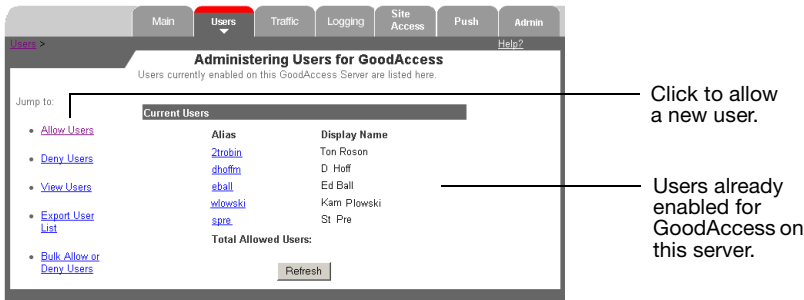 Main
Users
Traffic
Logging
Site
Access
Push
Admin
Users >
Help?
Administering Users for GoodAccess
Users currently enabled on this GoodAccess Server are listed here.
Jump to:
• Allow Users
• Deny Users
• View Users
• Export User
List
• Bulk Allow or
Deny Users
Current Users
Alias Display Name
2trobin Ton Roson
dhoffm D Hoff
eball Ed Ball
wlowski Kam Plowski
spre St Pre
Total Allowed Users:
Refresh
Click to allow
a new user.
Users already
enabled for
GoodAccess on
this server.